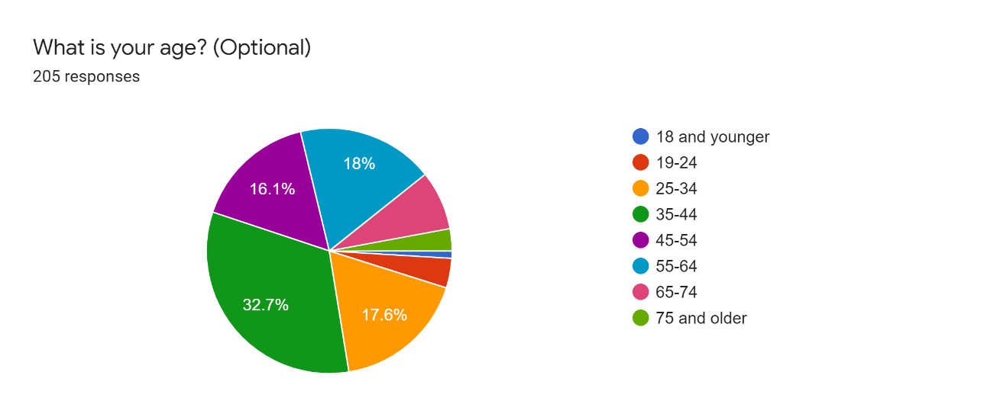 What is your age? (Optional)
205 responses
18%
16.1%
32.7%
17.6%
18 and younger
19-24
25-34
35-44
45-54
55-64
65-74
75 and older